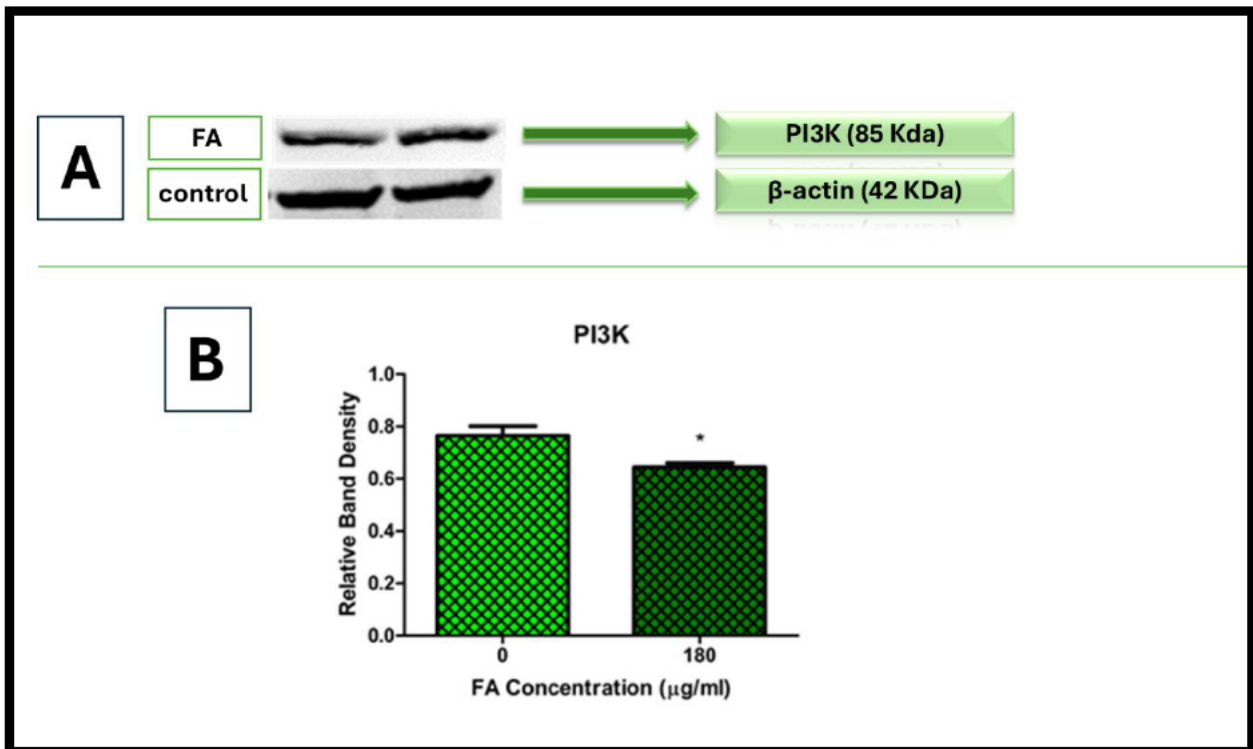 A
FA
PI3K (85 Kda)
control
β-actin (42 KDa)
B
PI3K
Relative Band Density
1.0
0.8
0.6
0.4
0.2
0.0
*
0
180
FA Concentration (μg/ml)